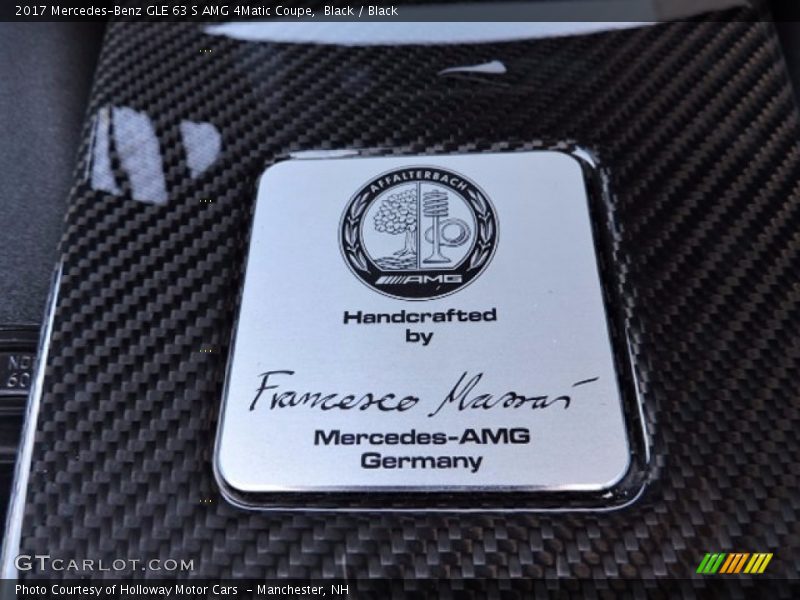 2017 Mercedes-Benz GLE 63 S AMG 4Matic Coupe,  Black / Black
AFFALTERBACH
AMG
Handcrafted
by
Francesco Massai
Mercedes-AMG
Germany
GTCARLOT.COM
Photo Courtesy of Holloway Motor Cars  - Manchester, NH